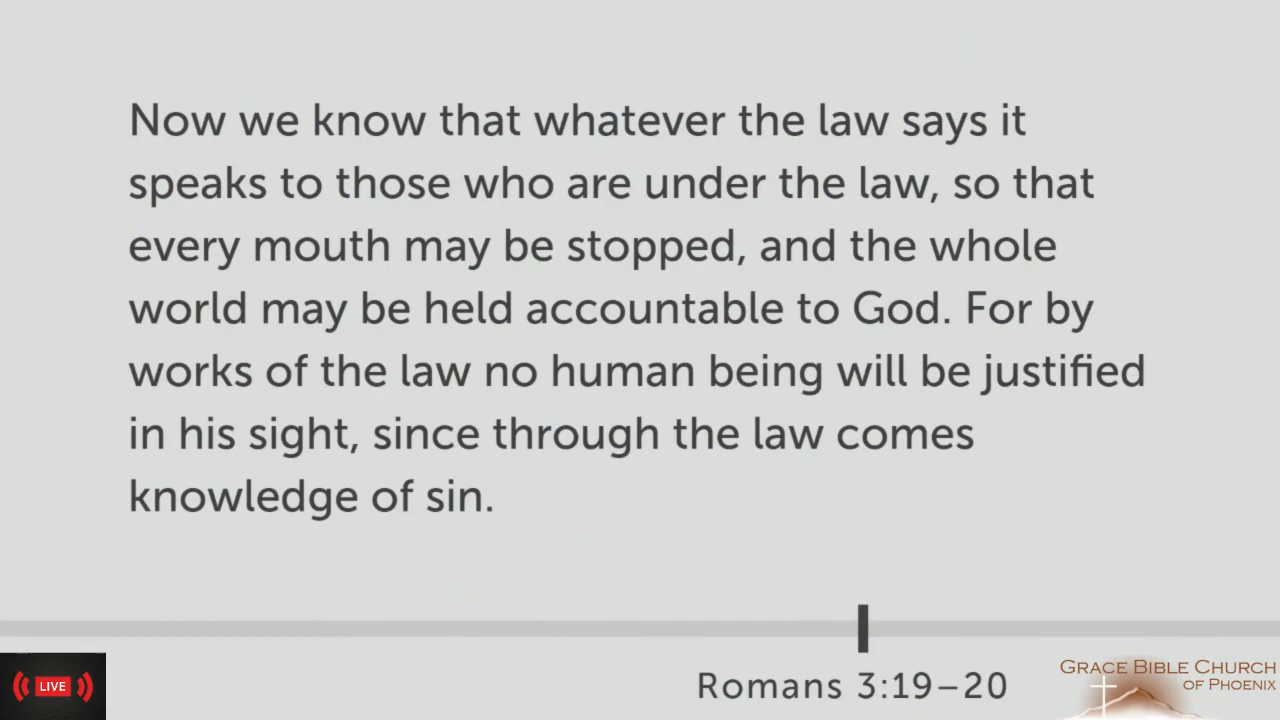 Now we know that whatever the law says it
speaks to those who are under the law, so that
every mouth may be stopped, and the whole
world may be held accountable to God. For by
works of the law no human being will be justified
in his sight, since through the law comes
knowledge of sin.
Romans 3:19–20
LIVE
GRACE BIBLE CHURCH
OF PHOENIX